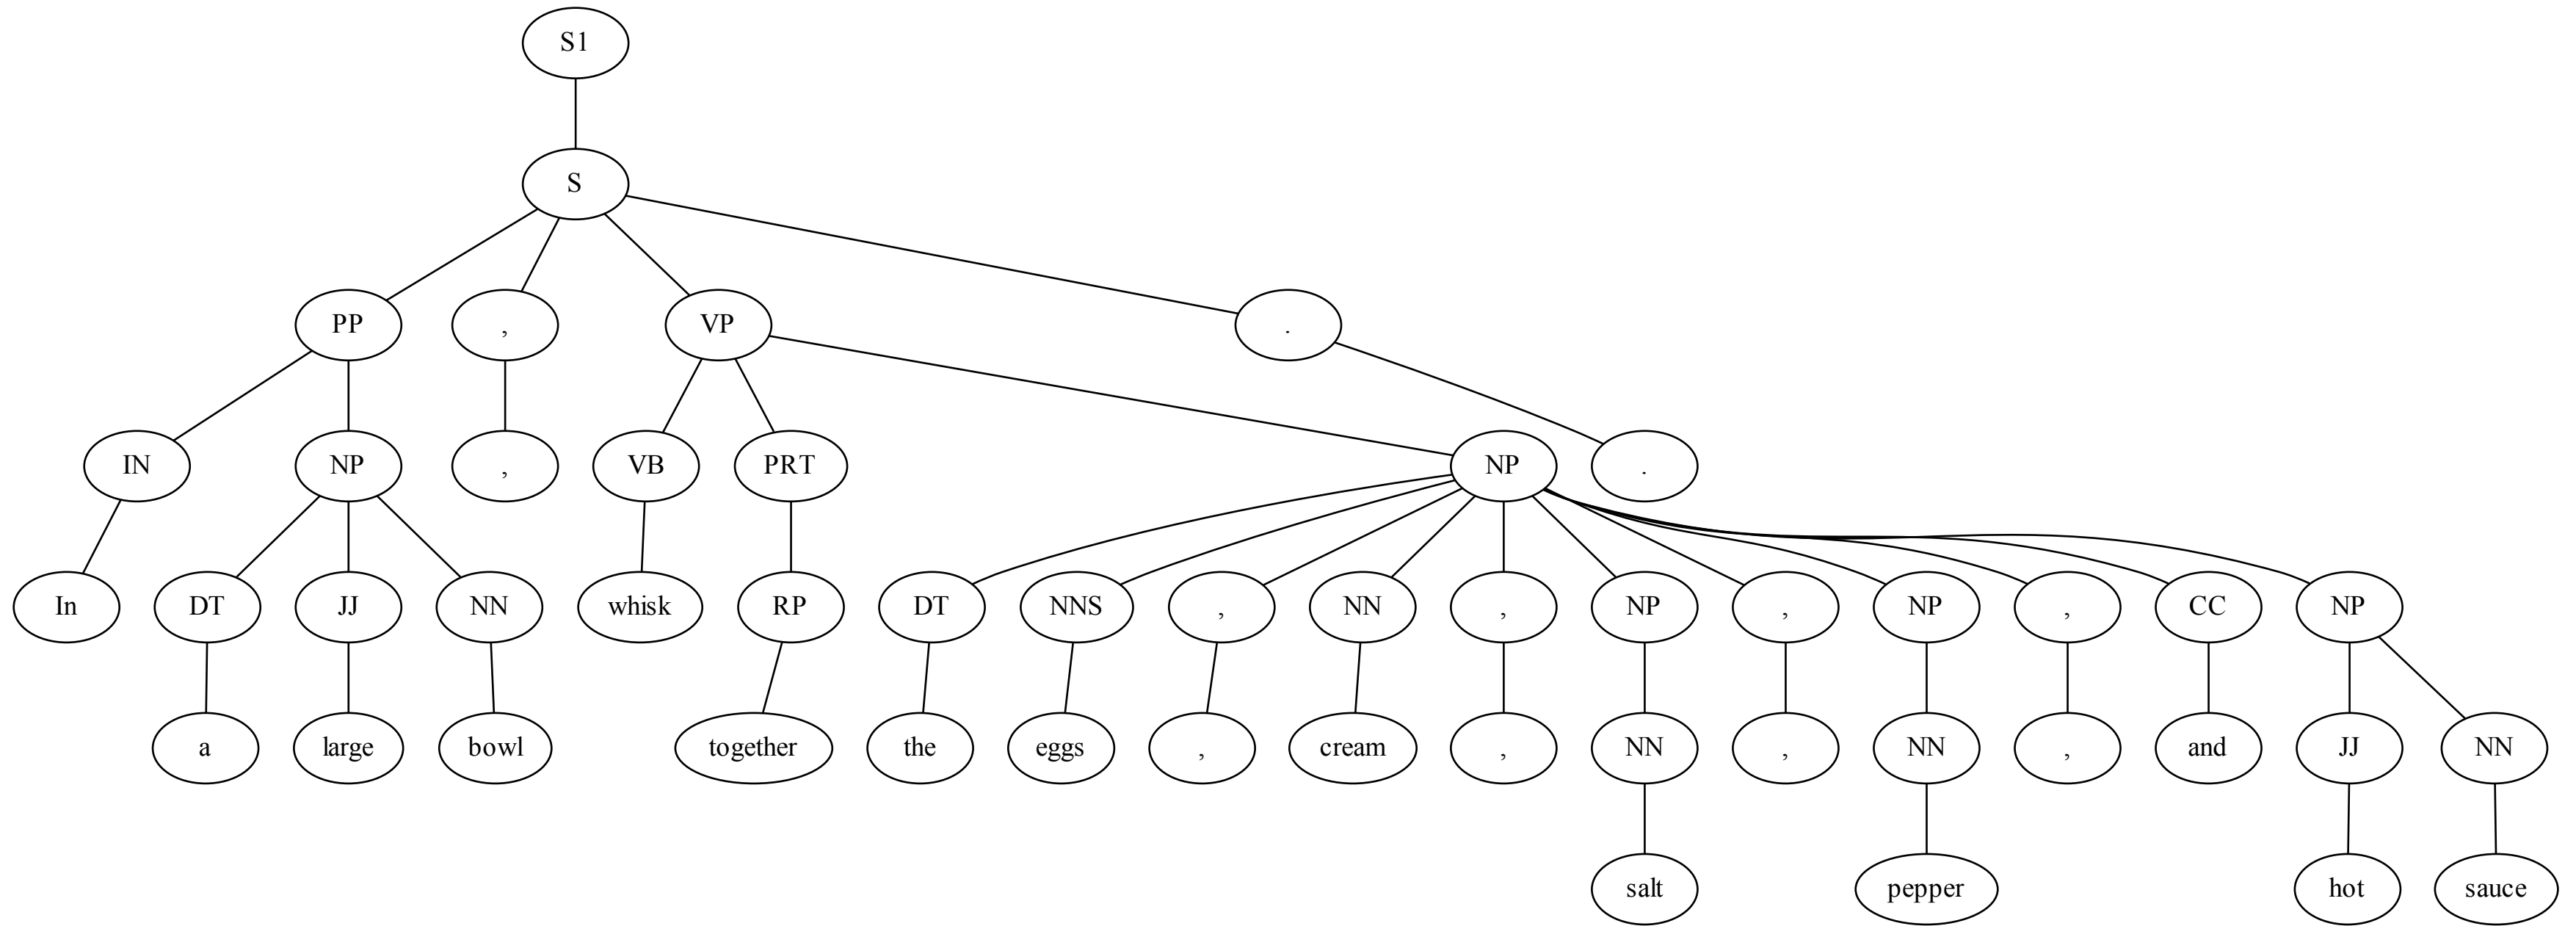 S1
S
PP , VP .
IN NP , VB PRT NP .
In DT JJ NN whisk RP DT NNS , NN , NP , NP , CC NP
a large bowl together the eggs , cream , NN , NN , and JJ NN
salt pepper hot sauce